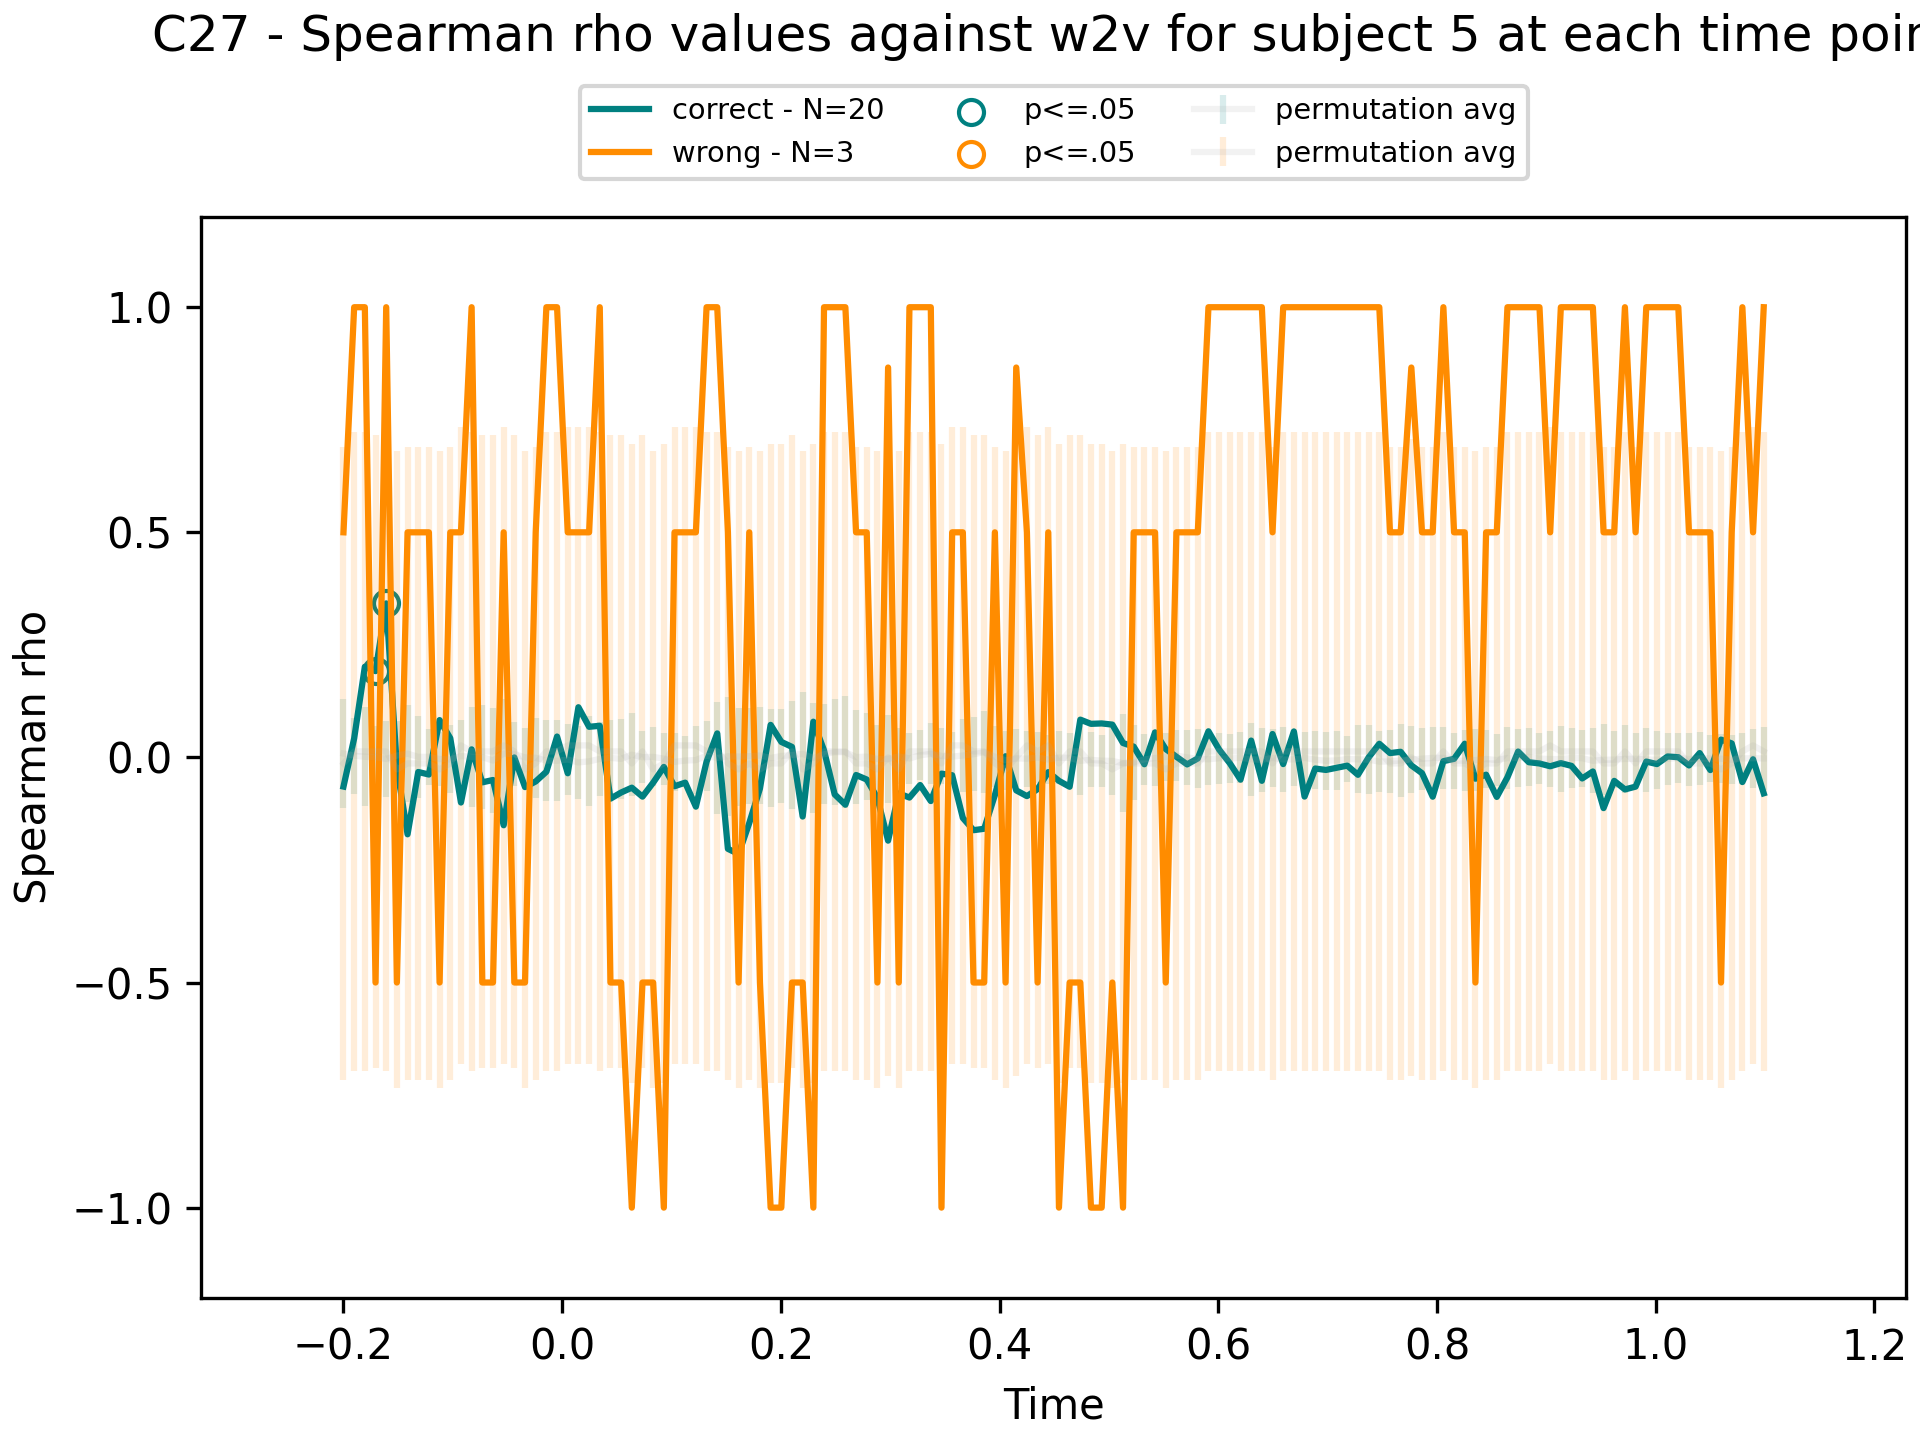 C27 - Spearman rho values against w2v for subject 5 at each time
correct - N=20 p<=.05 permutation avg
wrong - N=3 p<=.05 permutation avg
Spearman rho
1.0
0.5
0.0
−0.5
−1.0
−0.2 0.0 0.2 0.4 0.6 0.8 1.0 1.2
Time